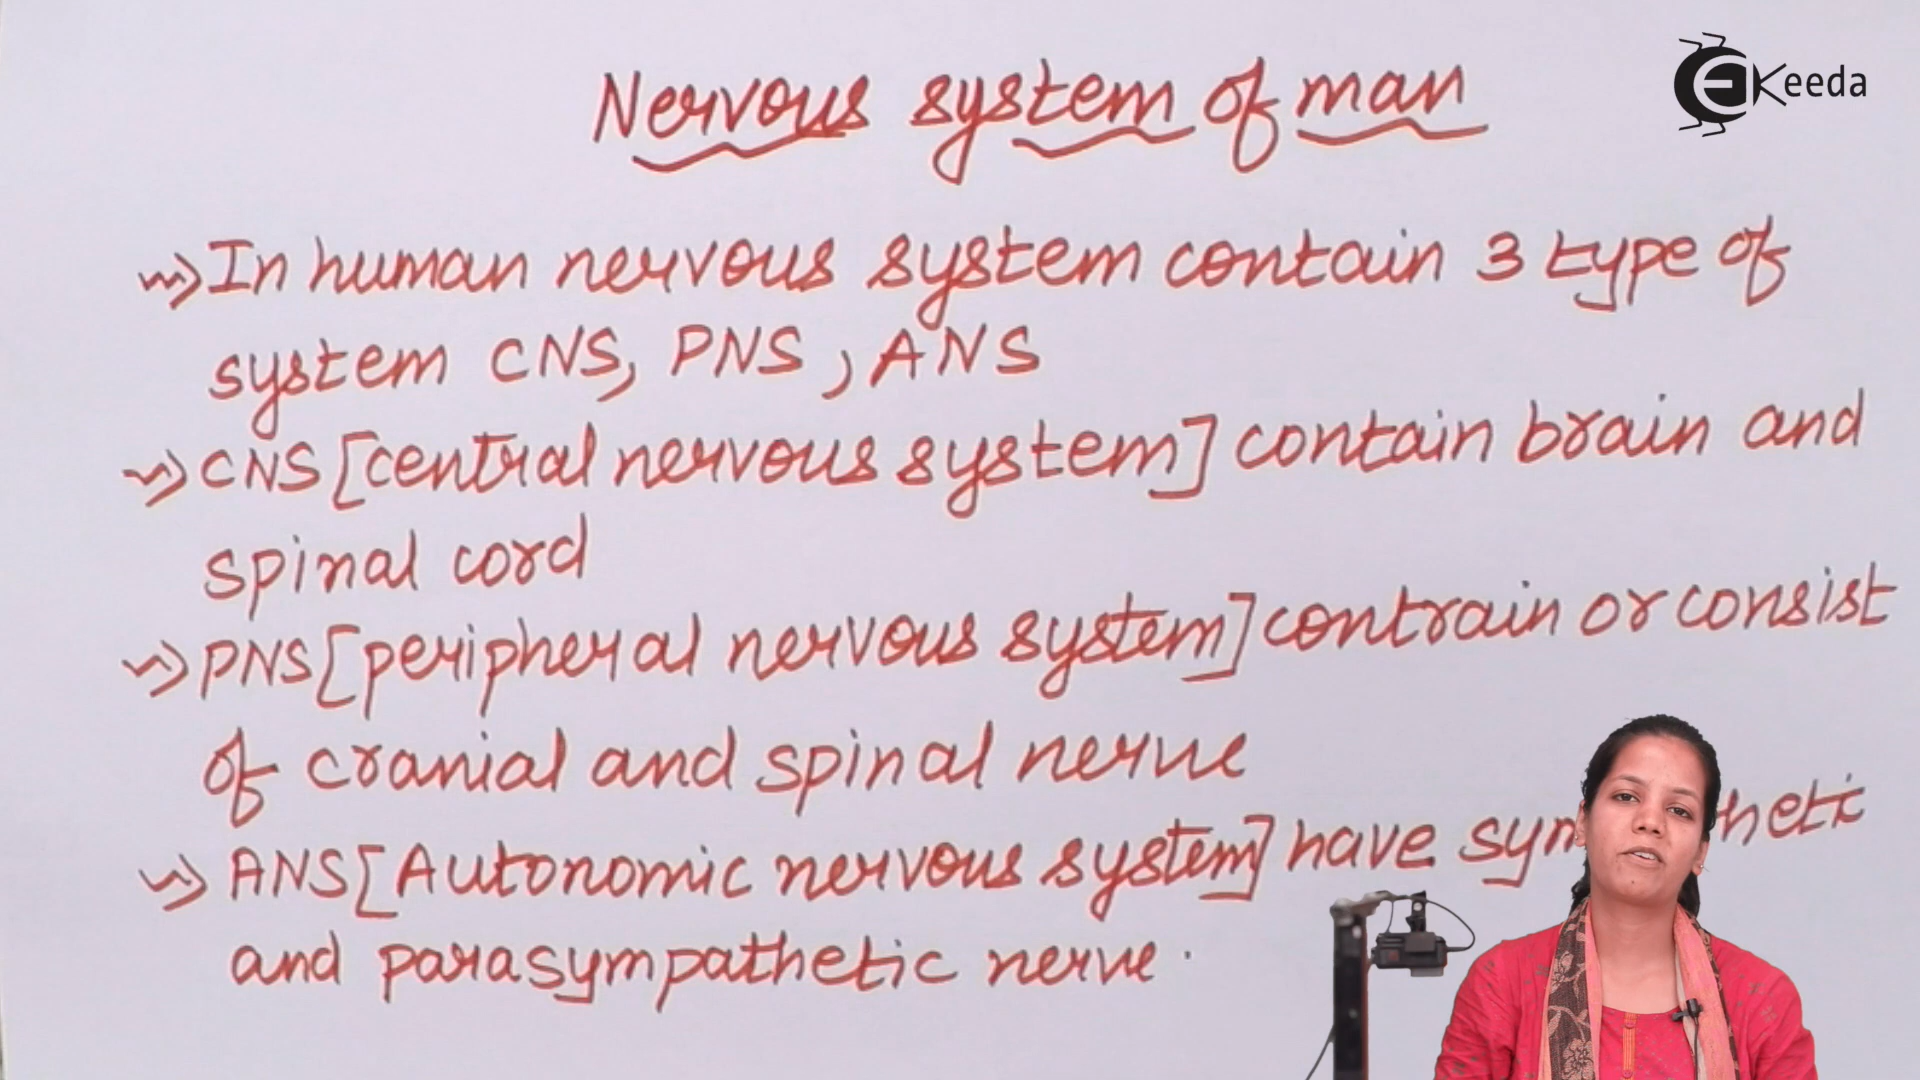 Nervous system of man
Keeda
⇝ In human nervous system contain 3 type of
system CNS, PNS, ANS
⇝ CNS [central nervous system] contain brain and
spinal cord
⇝ PNS [peripheral nervous system] contrain or consist
of cranial and spinal nerve
⇝ ANS [Autonomic nervous system] have
and parasympathetic nerve.